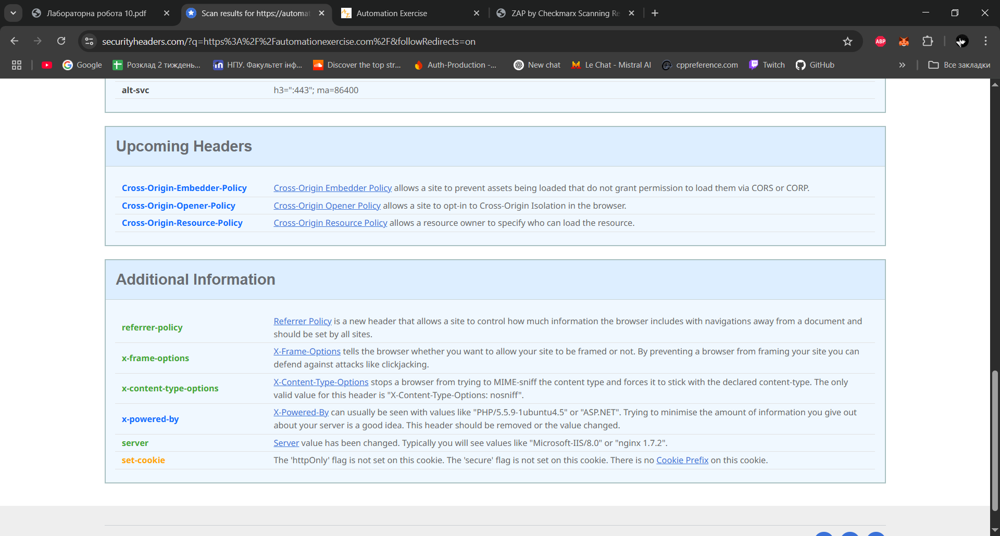 Лабораторна робота 10.pdf
Scan results for https://automat
Automation Exercise
ZAP by Checkmarx Scanning Re
securityheaders.com/?q=https%3A%2F%2Fautomationexercise.com%2F&followRedirects=on
ABP
Google
Розклад 2 тиждень...
НПУ. Факультет інф...
Discover the top str...
Auth-Production -...
New chat
Le Chat - Mistral AI
cppreference.com
Twitch
GitHub
Все закладки
alt-svc
h3=":443"; ma=86400
Upcoming Headers
Cross-Origin-Embedder-Policy
Cross-Origin Embedder Policy allows a site to prevent assets being loaded that do not grant permission to load them via CORS or CORP.
Cross-Origin-Opener-Policy
Cross-Origin Opener Policy allows a site to opt-in to Cross-Origin Isolation in the browser.
Cross-Origin-Resource-Policy
Cross-Origin Resource Policy allows a resource owner to specify who can load the resource.
Additional Information
referrer-policy
Referrer Policy is a new header that allows a site to control how much information the browser includes with navigations away from a document and
should be set by all sites.
x-frame-options
X-Frame-Options tells the browser whether you want to allow your site to be framed or not. By preventing a browser from framing your site you can
defend against attacks like clickjacking.
x-content-type-options
X-Content-Type-Options stops a browser from trying to MIME-sniff the content type and forces it to stick with the declared content-type. The only
valid value for this header is "X-Content-Type-Options: nosniff".
x-powered-by
X-Powered-By can usually be seen with values like "PHP/5.5.9-1ubuntu4.5" or "ASP.NET". Trying to minimise the amount of information you give out
about your server is a good idea. This header should be removed or the value changed.
server
Server value has been changed. Typically you will see values like "Microsoft-IIS/8.0" or "nginx 1.7.2".
set-cookie
The 'httpOnly' flag is not set on this cookie. The 'secure' flag is not set on this cookie. There is no Cookie Prefix on this cookie.